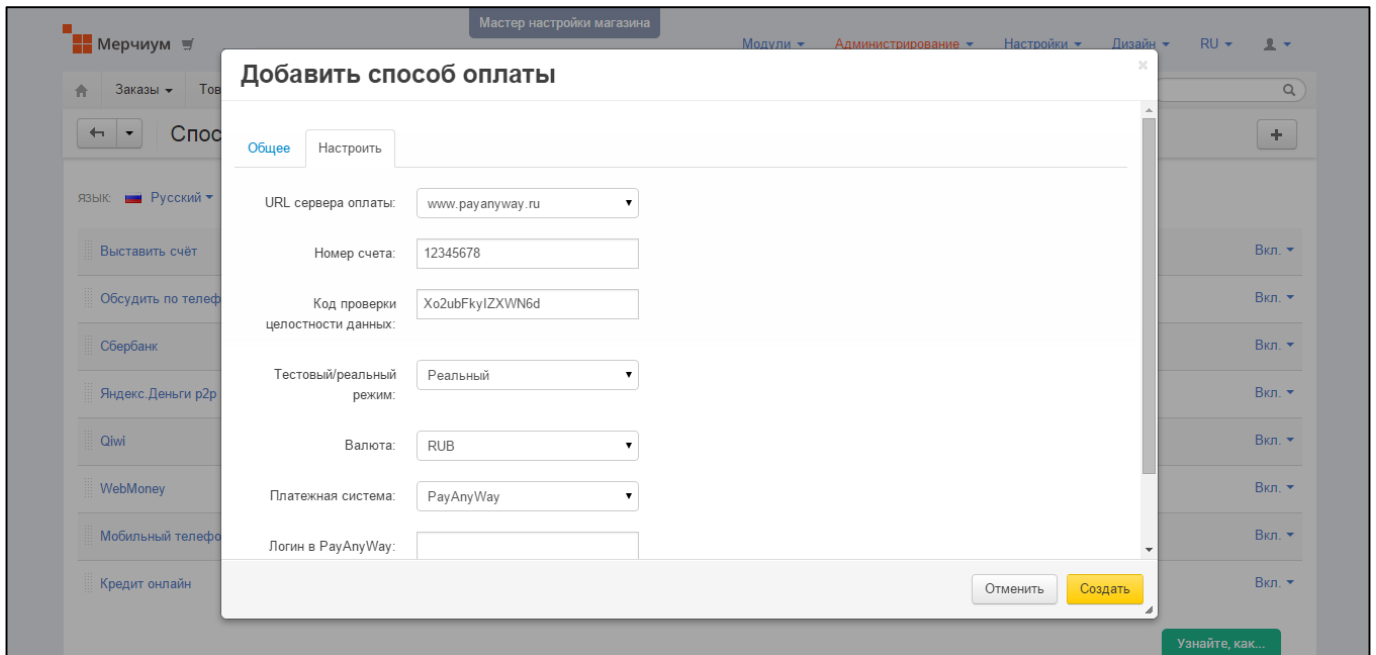 Мастер настройки магазина
Мерчиум
Модули
Администрирование
Настройки
Дизайн
RU
Добавить способ оплаты
Заказы
Тов
Спос
Общее
Настроить
язык:
Русский
URL сервера оплаты:
www.payanyway.ru
Выставить счёт
Вкл.
Номер счета:
12345678
Обсудить по телеф
Вкл.
Код проверки
целостности данных:
Xo2ubFkyIZXWN6d
Сбербанк
Вкл.
Тестовый/реальный
режим:
Реальный
Яндекс.Деньги p2p
Вкл.
Qiwi
Вкл.
Валюта:
RUB
WebMoney
Вкл.
Платежная система:
PayAnyWay
Мобильный телефо
Вкл.
Логин в PayAnyWay:
Кредит онлайн
Вкл.
Отменить
Создать
Узнайте, как...